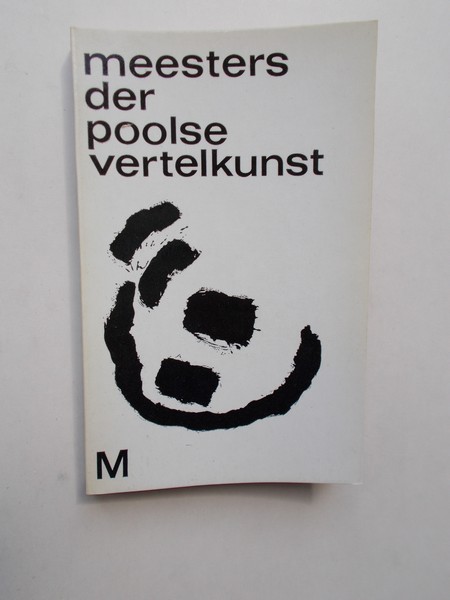 meesters
der
poolse
vertelkunst
M